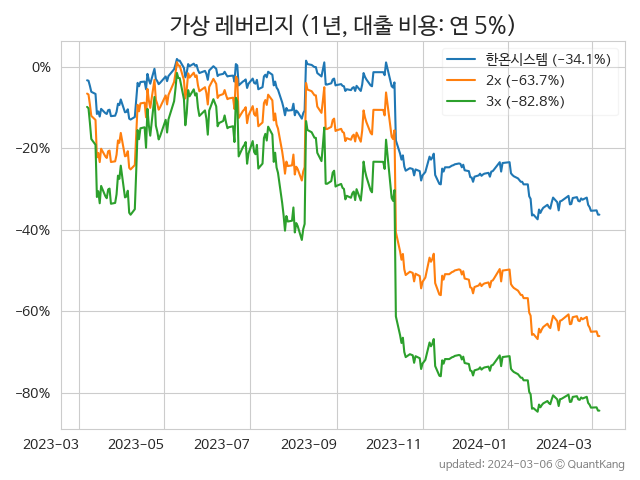 가상 레버리지 (1년, 대출 비용: 연 5%)
한온시스템 (−34.1%)
2x (−63.7%)
3x (−82.8%)
0%
−20%
−40%
−60%
−80%
2023-03 2023-05 2023-07 2023-09 2023-11 2024-01 2024-03
updated: 2024-03-06 © QuantKang